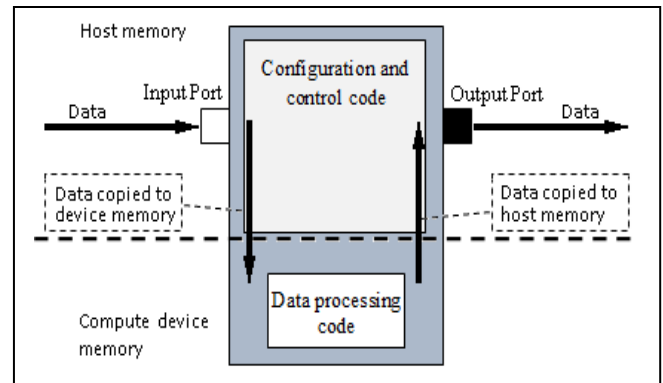 Host memory
Configuration and
control code
Input Port
Output Port
Data
Data
Data copied to
device memory
Data copied to
host memory
Data processing
code
Compute device
memory